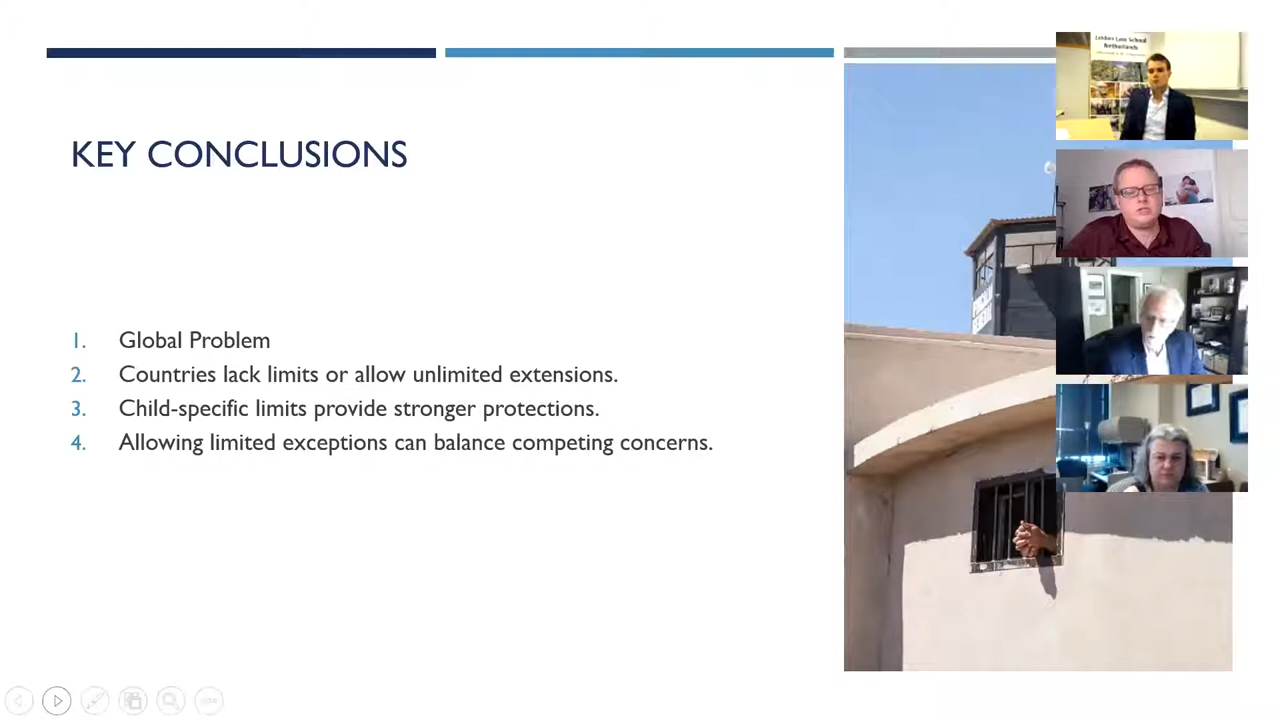 KEY CONCLUSIONS
1. Global Problem
2. Countries lack limits or allow unlimited extensions.
3. Child-specific limits provide stronger protections.
4. Allowing limited exceptions can balance competing concerns.
Leiden Law School
Netherlands